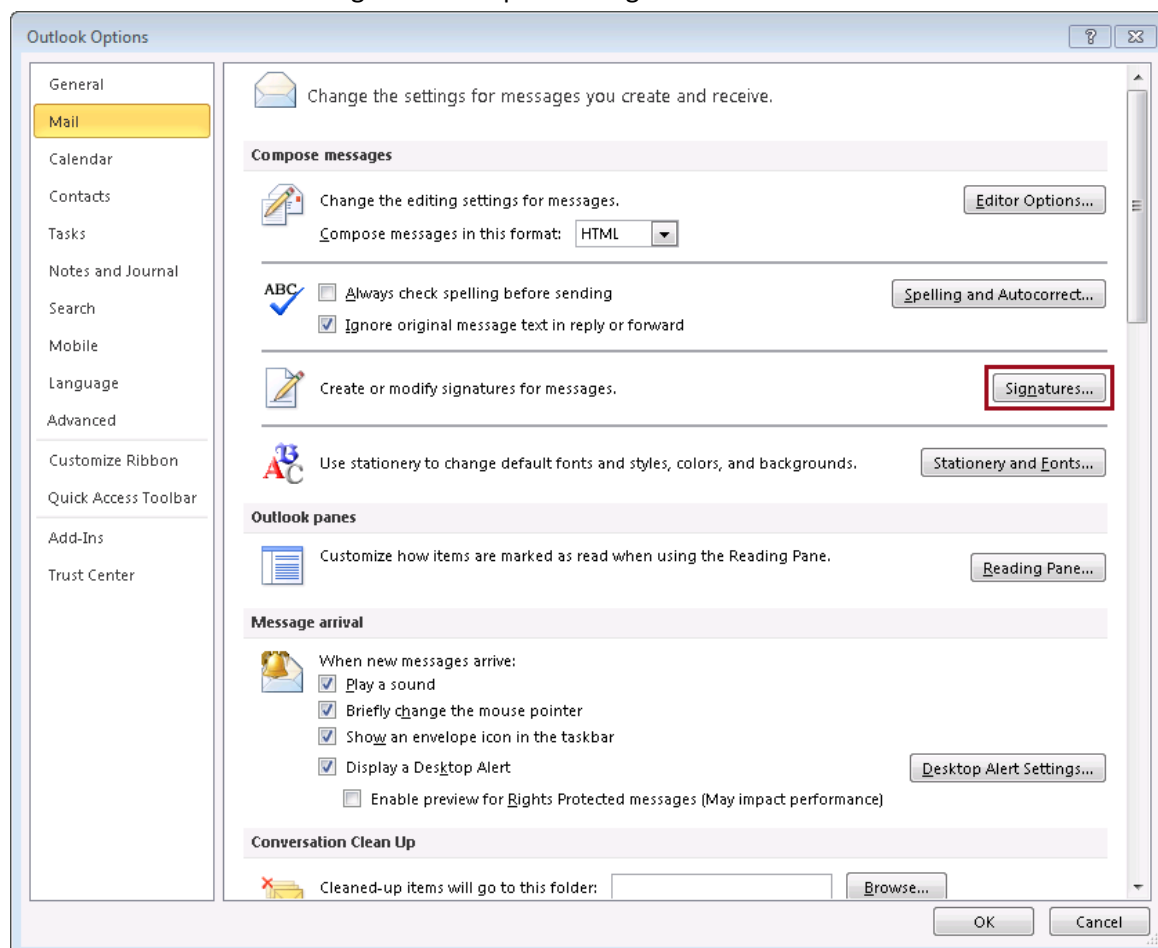 Outlook Options
General
Mail
Calendar
Contacts
Tasks
Notes and Journal
Search
Mobile
Language
Advanced
Customize Ribbon
Quick Access Toolbar
Add-Ins
Trust Center
Change the settings for messages you create and receive.
Compose messages
Change the editing settings for messages.
Editor Options...
Compose messages in this format: HTML
ABC
Always check spelling before sending
Spelling and Autocorrect...
Ignore original message text in reply or forward
Create or modify signatures for messages.
Signatures...
Use stationery to change default fonts and styles, colors, and backgrounds.
Stationery and Fonts...
Outlook panes
Customize how items are marked as read when using the Reading Pane.
Reading Pane...
Message arrival
When new messages arrive:
Play a sound
Briefly change the mouse pointer
Show an envelope icon in the taskbar
Display a Desktop Alert
Desktop Alert Settings...
Enable preview for Rights Protected messages (May impact performance)
Conversation Clean Up
Cleaned-up items will go to this folder:
Browse...
OK
Cancel